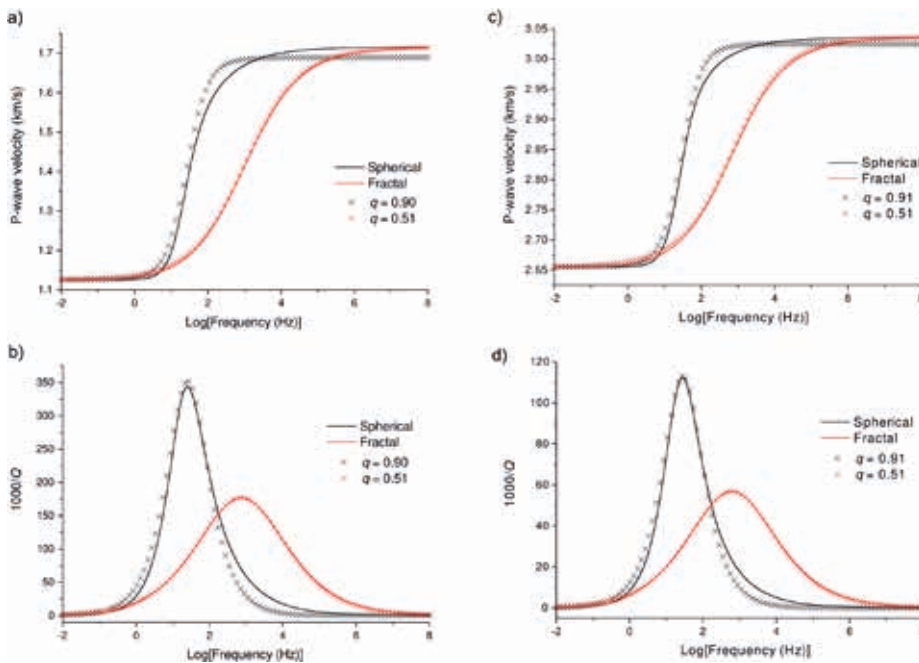 a)
1.7
1.6
1.5
1.4
1.3
1.2
1.1
P-wave velocity (km/s)
Spherical
Fractal
q = 0.90
q = 0.51
-2 0 2 4 6 8
Log[Frequency (Hz)]
c)
3.05
3.00
2.95
2.90
2.85
2.80
2.75
2.70
2.65
P-wave velocity (km/s)
Spherical
Fractal
q = 0.91
q = 0.51
-2 0 2 4 6 8
Log[Frequency (Hz)]
b)
350
300
250
200
150
100
50
0
1000/Q
Spherical
Fractal
q = 0.90
q = 0.51
-2 0 2 4 6 8
Log[Frequency (Hz)]
d)
120
100
80
60
40
20
0
1000/Q
Spherical
Fractal
q = 0.91
q = 0.51
-2 0 2 4 6
Log[Frequency (Hz)]